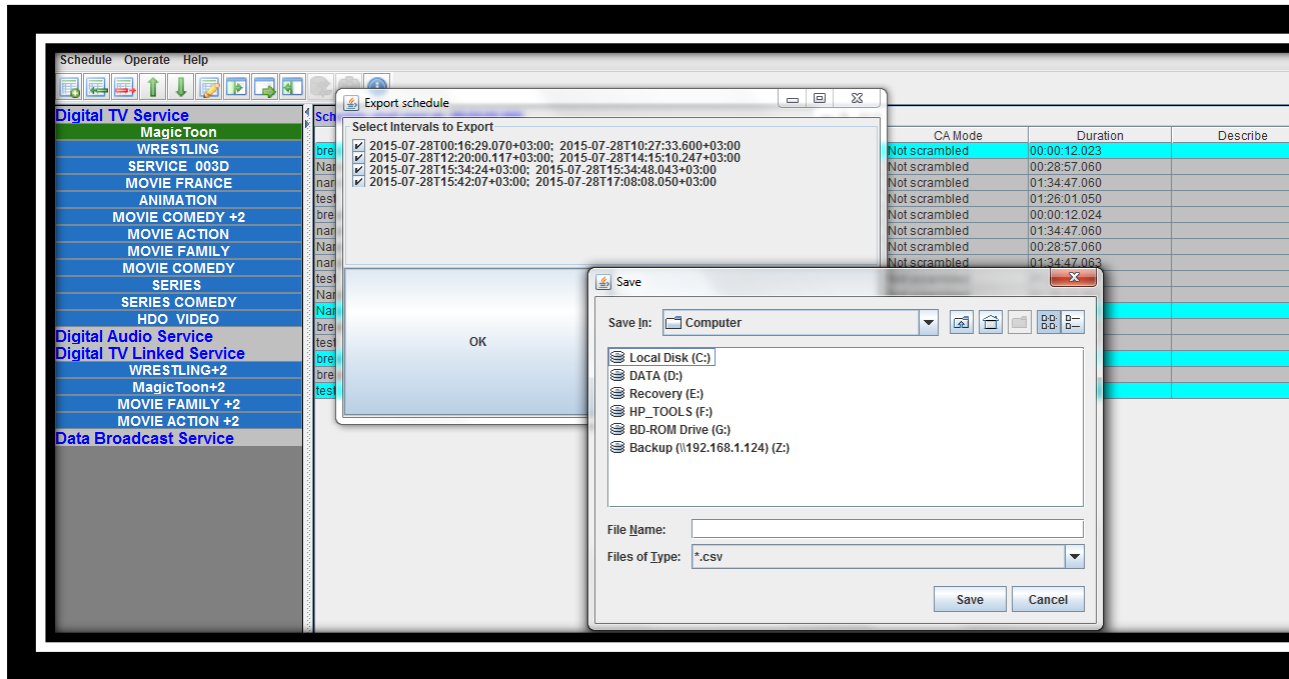 Schedule Operate Help
Digital TV Service
MagicToon
WRESTLING
SERVICE 003D
MOVIE FRANCE
ANIMATION
MOVIE COMEDY +2
MOVIE ACTION
MOVIE FAMILY
MOVIE COMEDY
SERIES
SERIES COMEDY
HDO VIDEO
Digital Audio Service
Digital TV Linked Service
WRESTLING+2
MagicToon+2
MOVIE FAMILY +2
MOVIE ACTION +2
Data Broadcast Service
Export schedule
Select Intervals to Export
2015-07-28T00:16:29.070+03:00; 2015-07-28T10:27:33.600+03:00
2015-07-28T12:20:00.117+03:00; 2015-07-28T14:15:10.247+03:00
2015-07-28T15:34:24+03:00; 2015-07-28T15:34:48.043+03:00
2015-07-28T15:42:07+03:00; 2015-07-28T17:08:08.050+03:00
OK
CA Mode Duration Describe
Not scrambled 00:00:12.023
Not scrambled 00:28:57.060
Not scrambled 01:34:47.060
Not scrambled 01:26:01.050
Not scrambled 00:00:12.024
Not scrambled 01:34:47.060
Not scrambled 00:28:57.060
Not scrambled 01:34:47.063
Save
Save In: Computer
Local Disk (C:)
DATA (D:)
Recovery (E:)
HP_TOOLS (F:)
BD-ROM Drive (G:)
Backup (\\192.168.1.124) (Z:)
File Name:
Files of Type: *.csv
Save Cancel